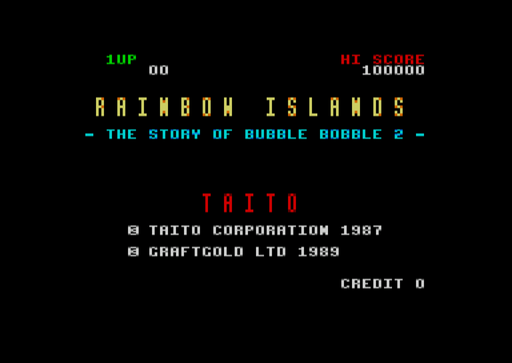 1UP HI SCORE
00 100000
RAINBOW ISLANDS
- THE STORY OF BUBBLE BOBBLE 2 -
TAITO
© TAITO CORPORATION 1987
© GRAFTGOLD LTD 1989
CREDIT 0